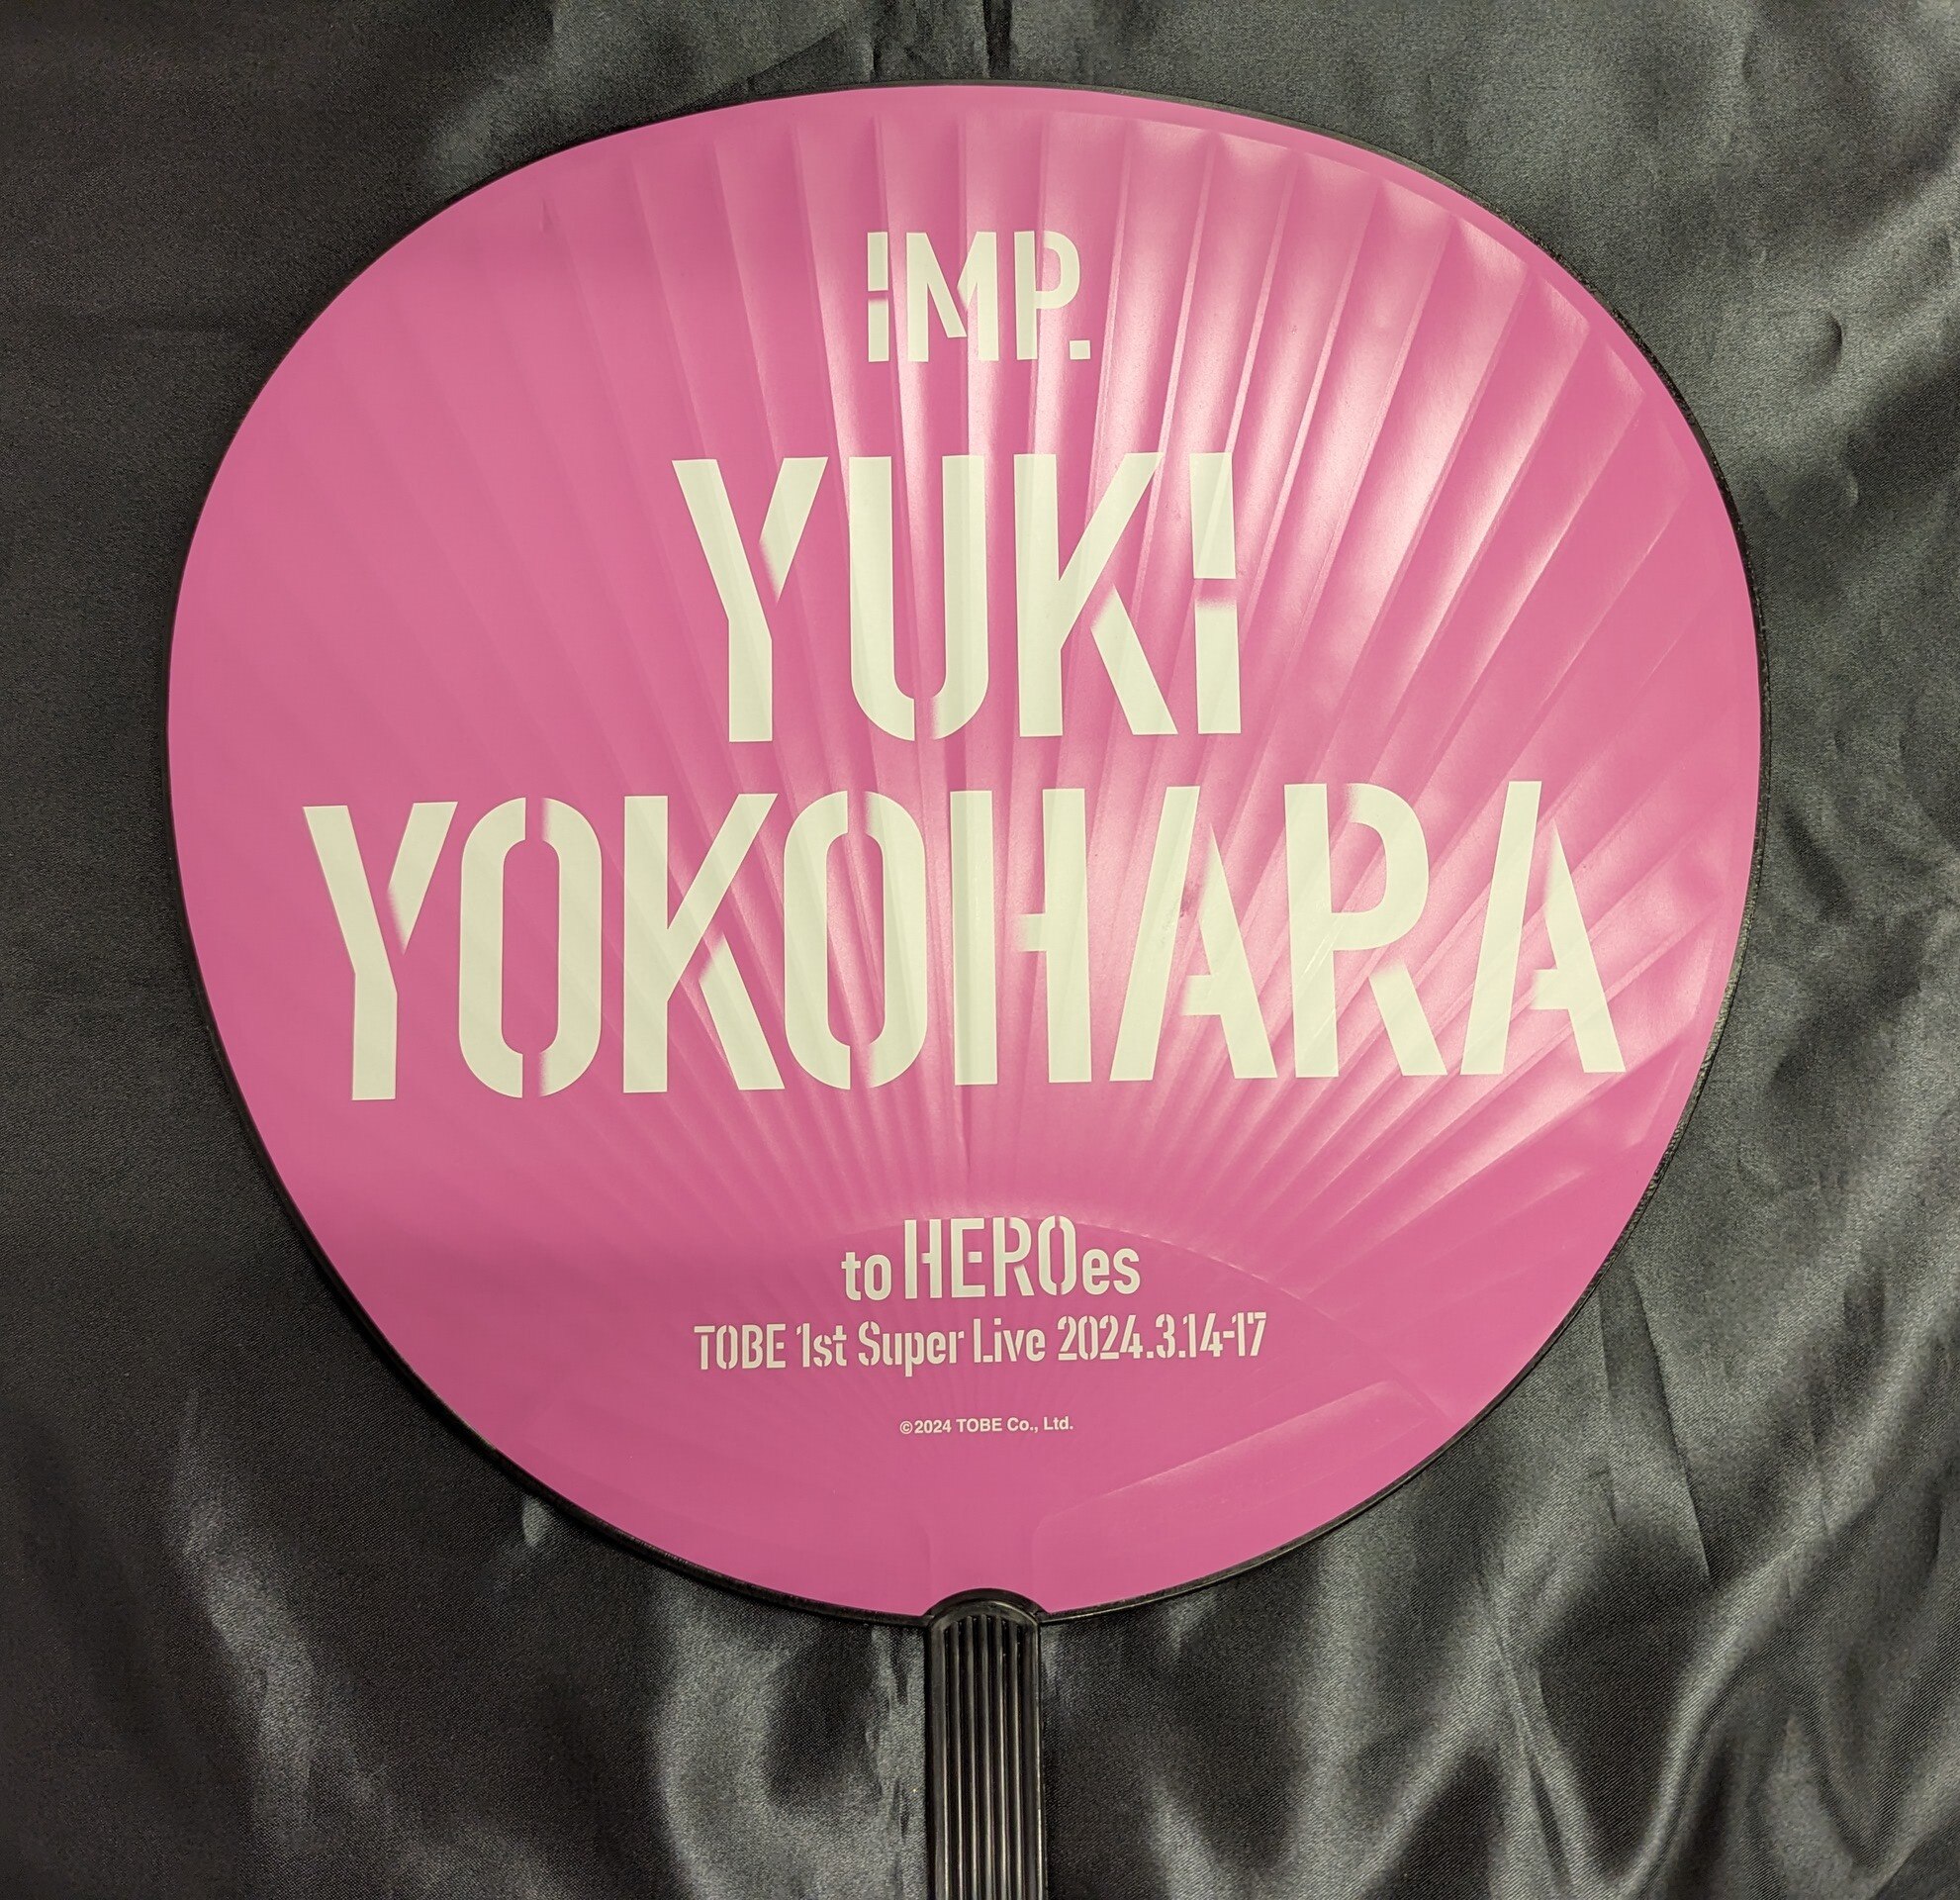 IMP.
YUKI
YOKOHARA
to HEROes
TOBE 1st Super Live 2024.3.14-17
©2024 TOBE Co., Ltd.